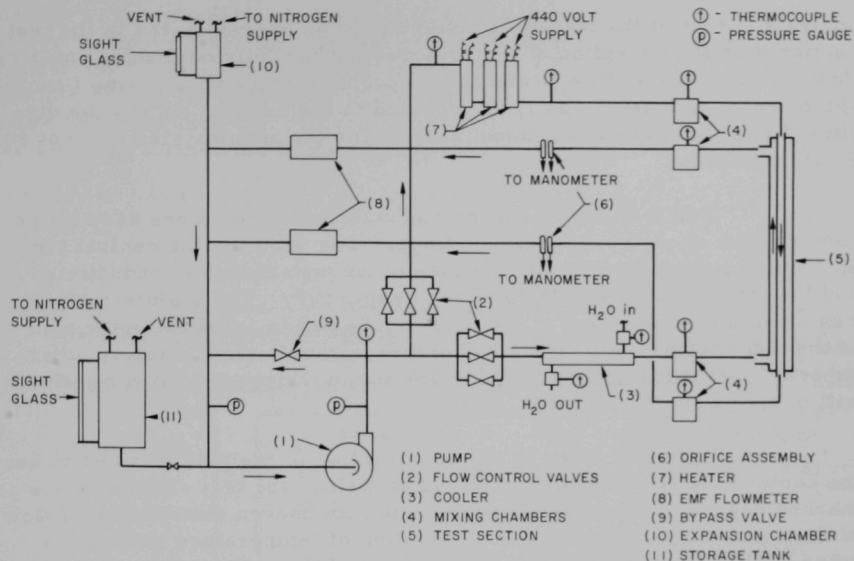 VENT
TO NITROGEN
SUPPLY
SIGHT
GLASS
(10)
440 VOLT
SUPPLY
T - THERMOCOUPLE
P - PRESSURE GAUGE
T
T
T
(7)
(4)
T
TO MANOMETER
(8)
(6)
TO MANOMETER
(5)
TO NITROGEN
SUPPLY
VENT
(9)
T
(2)
H₂O in
T
T
SIGHT
GLASS
(11)
P
P
(1)
T
H₂O OUT
(3)
T
(4)
(1) PUMP
(2) FLOW CONTROL VALVES
(3) COOLER
(4) MIXING CHAMBERS
(5) TEST SECTION
(6) ORIFICE ASSEMBLY
(7) HEATER
(8) EMF FLOWMETER
(9) BYPASS VALVE
(10) EXPANSION CHAMBER
(11) STORAGE TANK